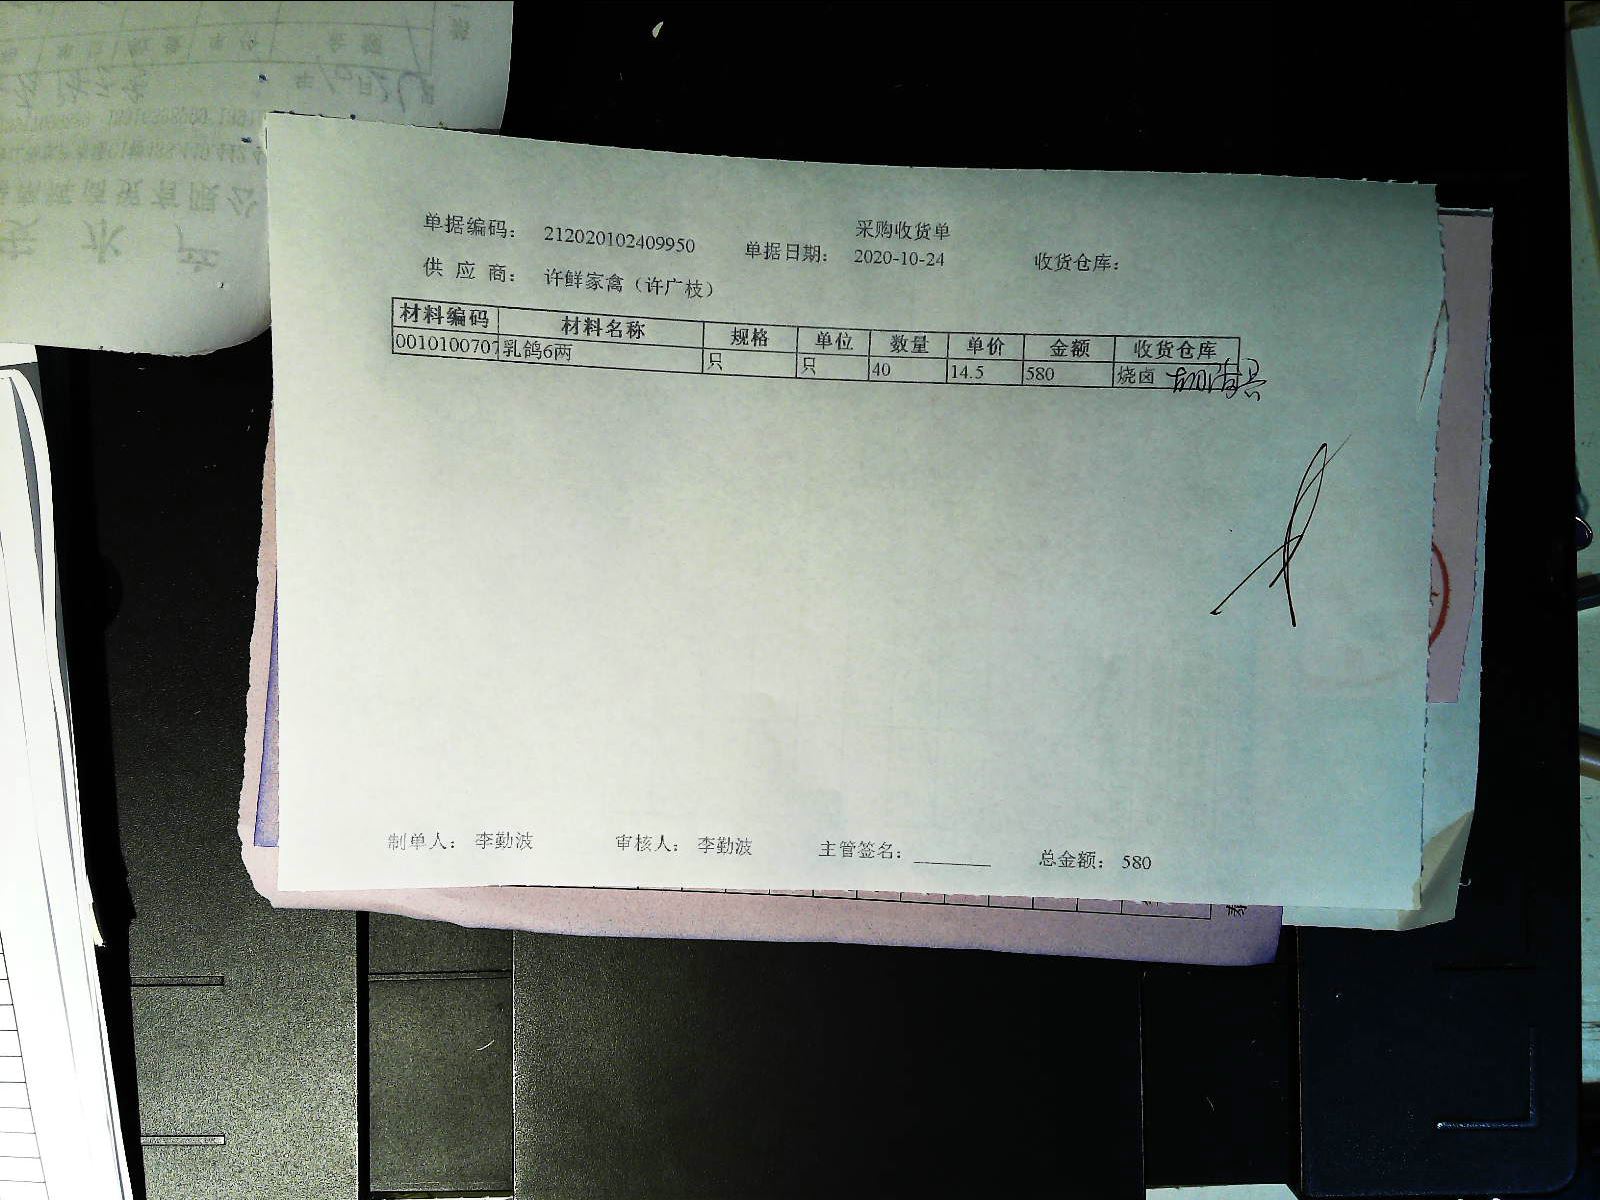 采购收货单
单据编码： 212020102409950 单据日期： 2020-10-24 收货仓库：
供 应 商： 许鲜家禽（许广枝）
材料编码 材料名称 规格 单位 数量 单价 金额 收货仓库
0010100707 乳鸽6两 只 只 40 14.5 580 烧卤
制单人： 李勤波 审核人： 李勤波 主管签名： 总金额： 580